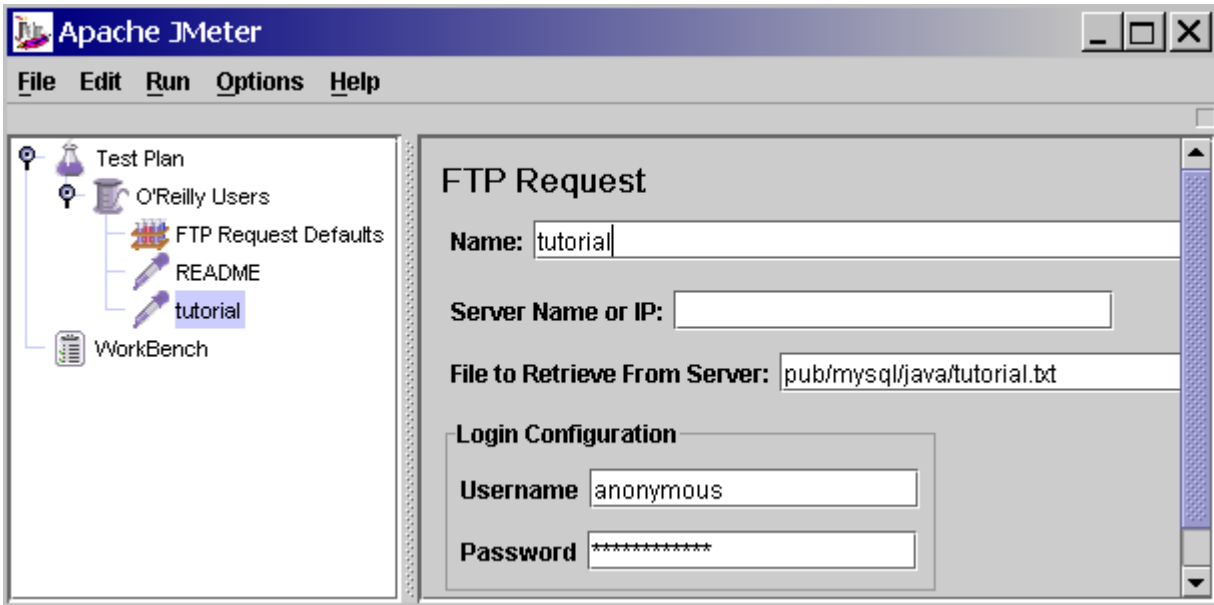 Apache JMeter
File Edit Run Options Help
Test Plan
O'Reilly Users
FTP Request Defaults
README
tutorial
WorkBench
FTP Request
Name: tutorial
Server Name or IP:
File to Retrieve From Server: pub/mysql/java/tutorial.txt
Login Configuration
Username anonymous
Password ************